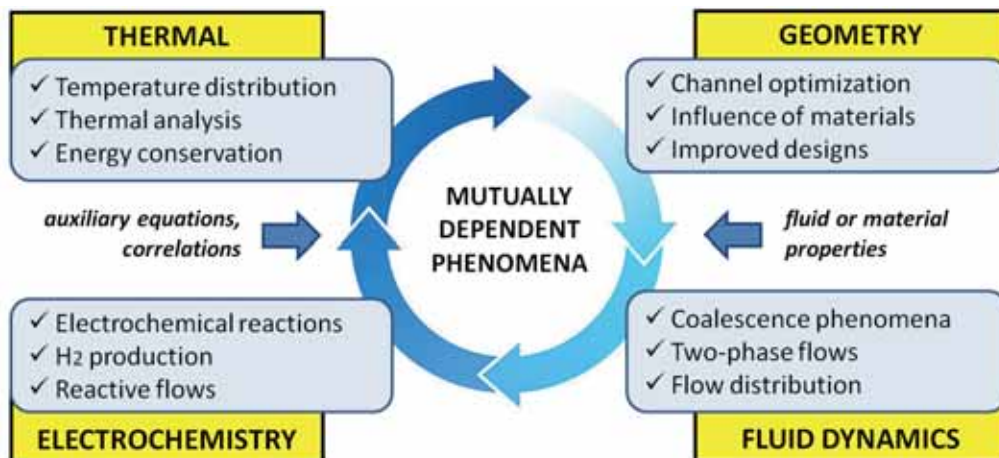 THERMAL
✓ Temperature distribution
✓ Thermal analysis
✓ Energy conservation
GEOMETRY
✓ Channel optimization
✓ Influence of materials
✓ Improved designs
auxiliary equations,
correlations
MUTUALLY
DEPENDENT
PHENOMENA
fluid or material
properties
✓ Electrochemical reactions
✓ H2 production
✓ Reactive flows
ELECTROCHEMISTRY
✓ Coalescence phenomena
✓ Two-phase flows
✓ Flow distribution
FLUID DYNAMICS